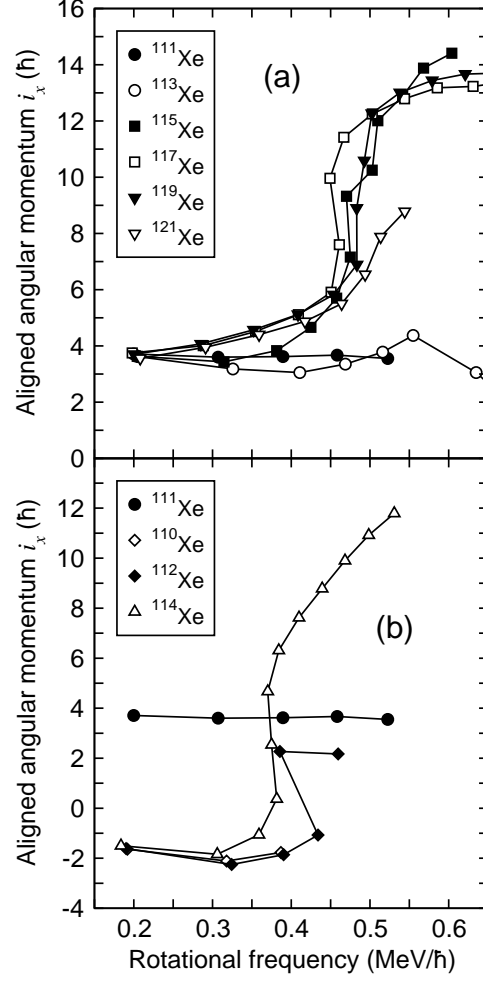 16
14
12
10
8
6
4
2
0
Aligned angular momentum iₓ (ħ)
(a)
¹¹¹Xe
¹¹³Xe
¹¹⁵Xe
¹¹⁷Xe
¹¹⁹Xe
¹²¹Xe
12
10
8
6
4
2
0
-2
-4
Aligned angular momentum iₓ (ħ)
¹¹¹Xe
¹¹⁰Xe
¹¹²Xe
¹¹⁴Xe
(b)
0.2 0.3 0.4 0.5 0.6
Rotational frequency (MeV/ħ)